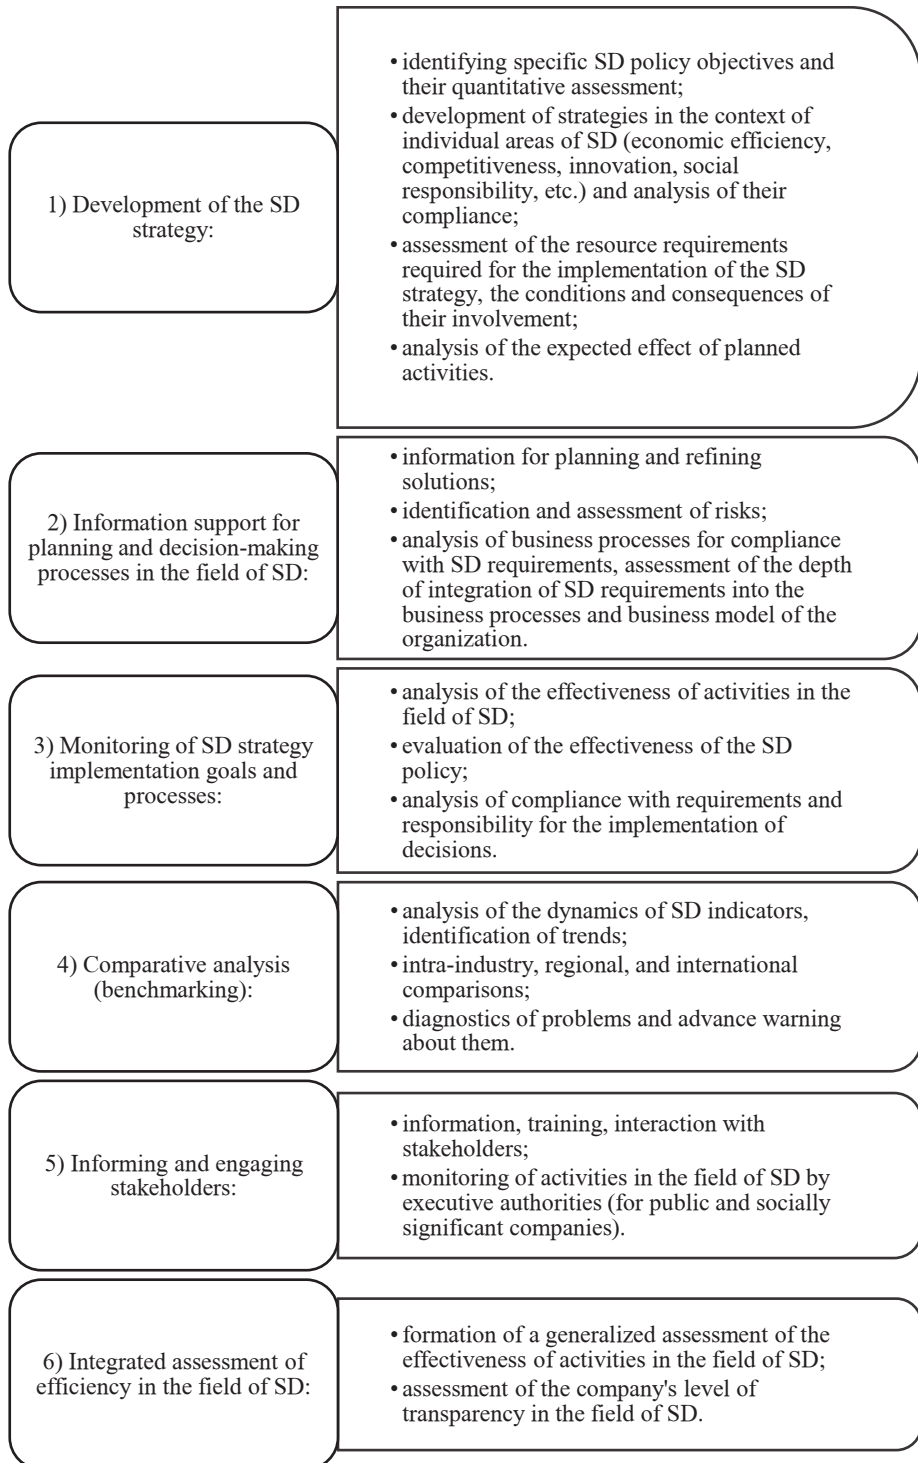 1) Development of the SD
strategy:
• identifying specific SD policy objectives and
their quantitative assessment;
• development of strategies in the context of
individual areas of SD (economic efficiency,
competitiveness, innovation, social
responsibility, etc.) and analysis of their
compliance;
• assessment of the resource requirements
required for the implementation of the SD
strategy, the conditions and consequences of
their involvement;
• analysis of the expected effect of planned
activities.
2) Information support for
planning and decision-making
processes in the field of SD:
• information for planning and refining
solutions;
• identification and assessment of risks;
• analysis of business processes for compliance
with SD requirements, assessment of the depth
of integration of SD requirements into the
business processes and business model of the
organization.
3) Monitoring of SD strategy
implementation goals and
processes:
• analysis of the effectiveness of activities in the
field of SD;
• evaluation of the effectiveness of the SD
policy;
• analysis of compliance with requirements and
responsibility for the implementation of
decisions.
4) Comparative analysis
(benchmarking):
• analysis of the dynamics of SD indicators,
identification of trends;
• intra-industry, regional, and international
comparisons;
• diagnostics of problems and advance warning
about them.
5) Informing and engaging
stakeholders:
• information, training, interaction with
stakeholders;
• monitoring of activities in the field of SD by
executive authorities (for public and socially
significant companies).
6) Integrated assessment of
efficiency in the field of SD:
• formation of a generalized assessment of the
effectiveness of activities in the field of SD;
• assessment of the company's level of
transparency in the field of SD.